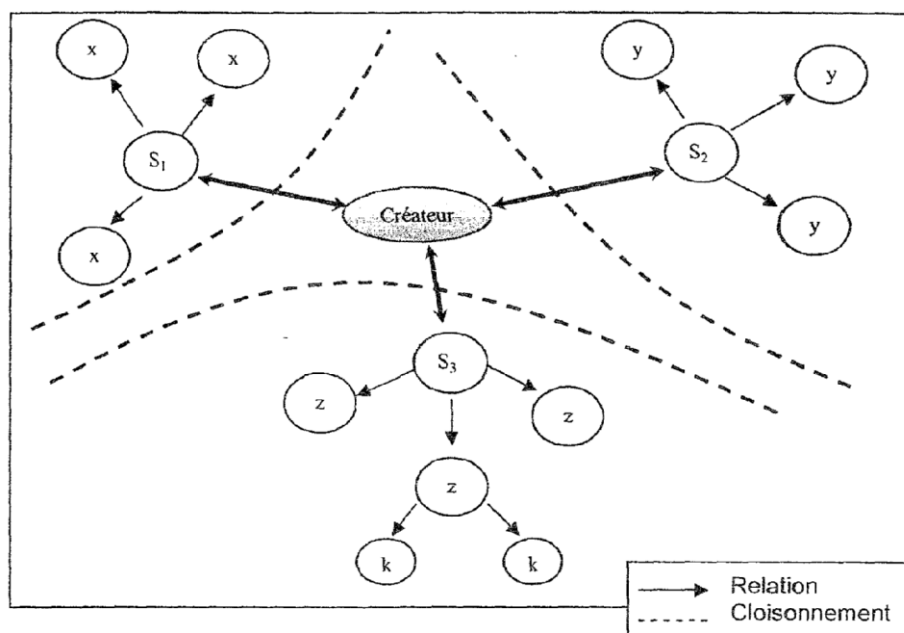 x
x
y
y
S₁
S₂
Créateur
x
y
S₃
z
z
z
k
k
Relation
Cloisonnement